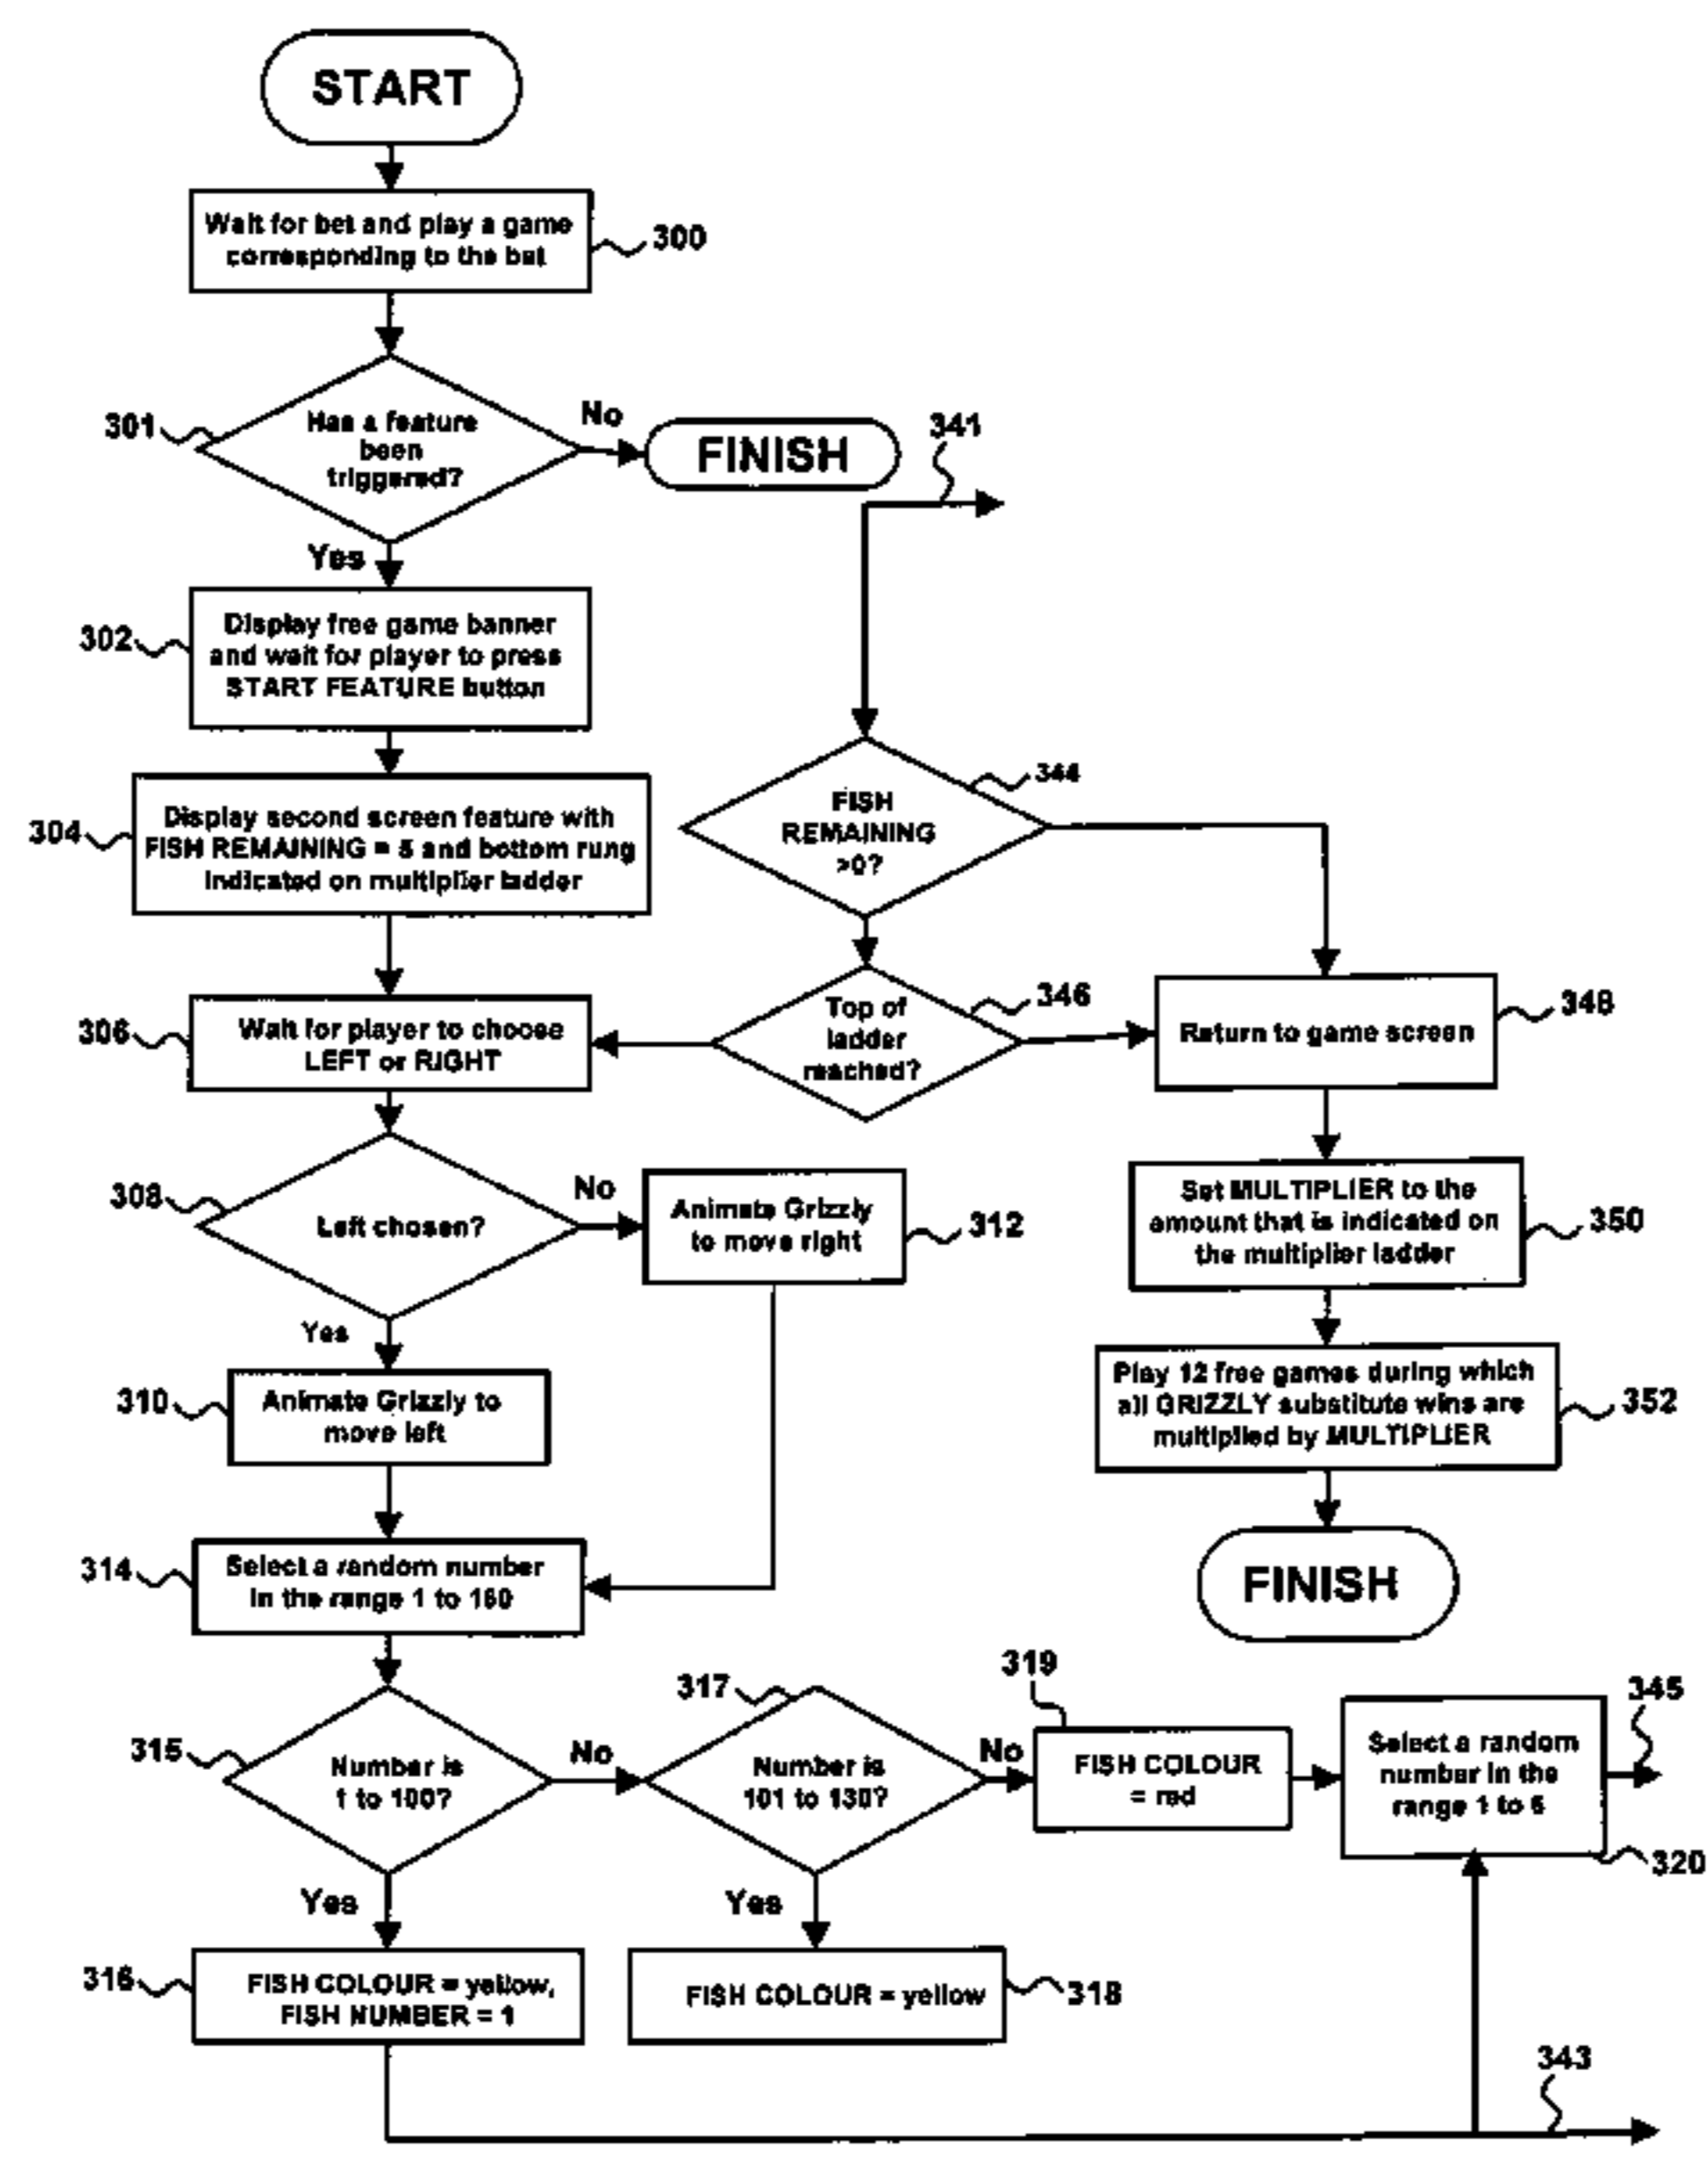 START
Wait for bet and play a game
corresponding to the bet
300
301
Has a feature
been
triggered?
No
FINISH
341
Yes
302
Display free game banner
and wait for player to press
START FEATURE button
304
Display second screen feature with
FISH REMAINING = 5 and bottom rung
indicated on multiplier ladder
344
FISH
REMAINING
>0?
306
Wait for player to choose
LEFT or RIGHT
Top of
ladder
reached?
346
Return to game screen
348
308
Left chosen?
No
Animate Grizzly
to move right
312
Set MULTIPLIER to the
amount that is indicated on
the multiplier ladder
350
Yes
310
Animate Grizzly to
move left
Play 12 free games during which
all GRIZZLY substitute wins are
multiplied by MULTIPLIER
352
314
Select a random number
in the range 1 to 160
FINISH
315
Number is
1 to 100?
No
317
Number is
101 to 130?
No
319
FISH COLOUR
= red
Select a random
number in the
range 1 to 5
345
320
Yes
Yes
316
FISH COLOUR = yellow,
FISH NUMBER = 1
FISH COLOUR = yellow
318
343